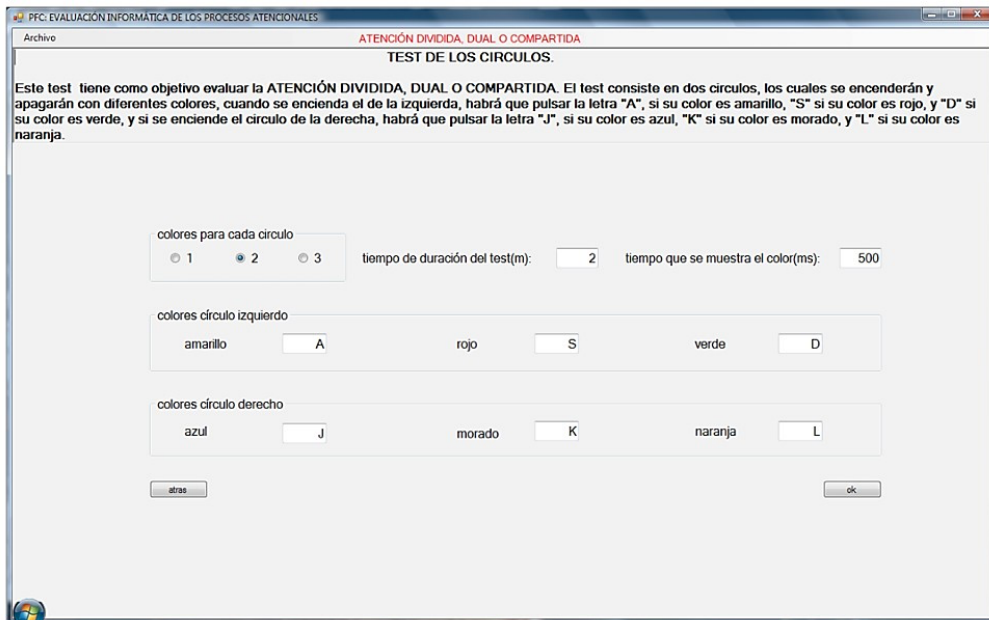 PFC: EVALUACIÓN INFORMÁTICA DE LOS PROCESOS ATENCIONALES
Archivo
ATENCIÓN DIVIDIDA, DUAL O COMPARTIDA
TEST DE LOS CIRCULOS.
Este test tiene como objetivo evaluar la ATENCIÓN DIVIDIDA, DUAL O COMPARTIDA. El test consiste en dos circulos, los cuales se encenderán y
apagarán con diferentes colores, cuando se encienda el de la izquierda, habrá que pulsar la letra "A", si su color es amarillo, "S" si su color es rojo, y "D" si
su color es verde, y si se enciende el circulo de la derecha, habrá que pulsar la letra "J", si su color es azul, "K" si su color es morado, y "L" si su color es
naranja.
colores para cada circulo
1 2 3 tiempo de duración del test(m): 2 tiempo que se muestra el color(ms): 500
colores círculo izquierdo
amarillo A rojo S verde D
colores círculo derecho
azul J morado K naranja L
atras ok